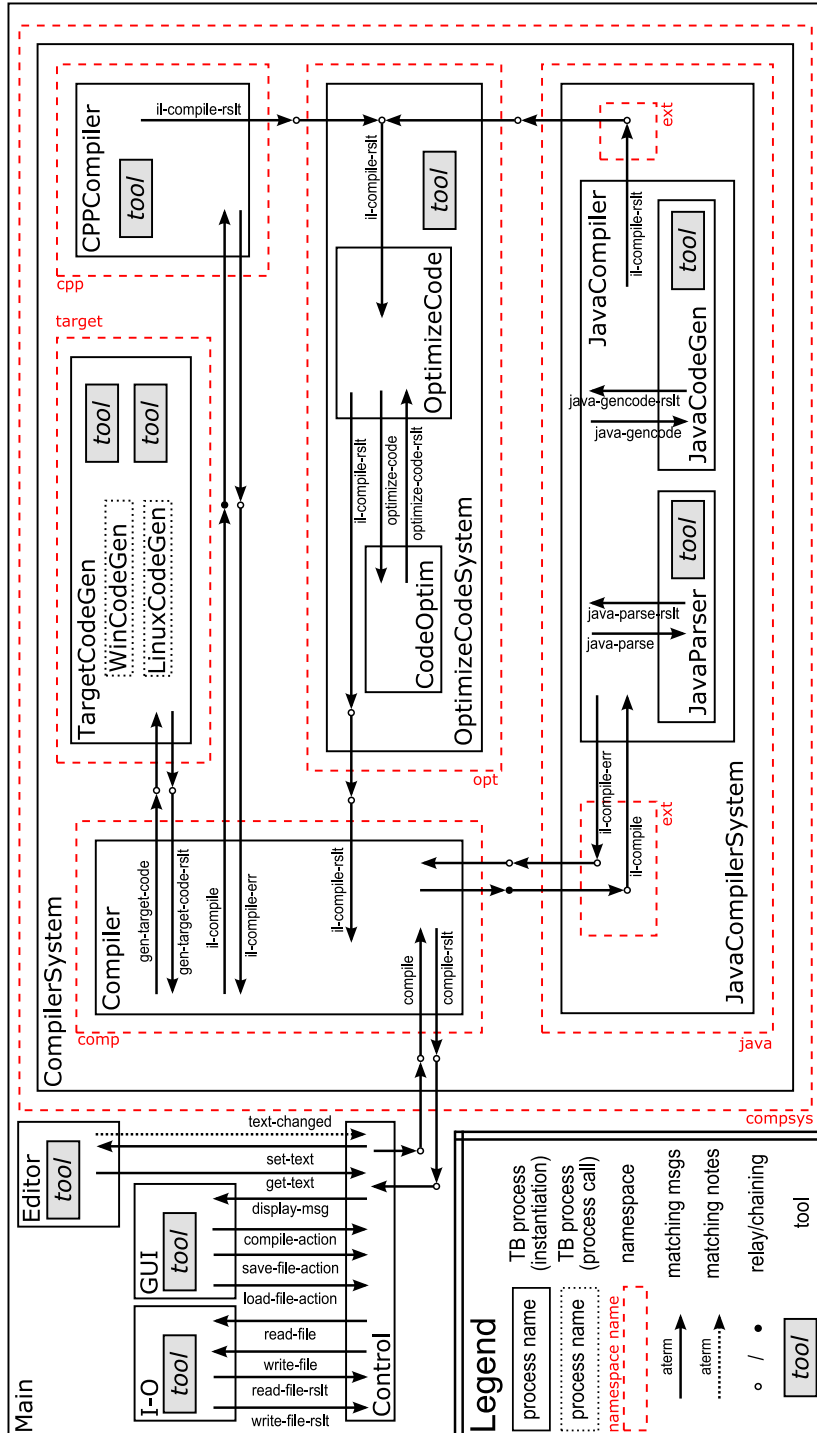 Main
I-O
tool
GUI
tool
Editor
tool
write-file-rslt
read-file-rslt
write-file
read-file
load-file-action
save-file-action
compile-action
display-msg
get-text
set-text
text-changed
Control
CompilerSystem
compsys
Compiler
comp
gen-target-code
gen-target-code-rslt
il-compile
il-compile-err
il-compile-rslt
compile
compile-rslt
TargetCodeGen
WinCodeGen
LinuxCodeGen
tool
tool
target
CPPCompiler
tool
il-compile-rslt
cpp
il-compile-rslt
optimize-code
optimize-code-rslt
CodeOptim
OptimizeCode
il-compile-rslt
tool
OptimizeCodeSystem
opt
il-compile-err
il-compile
ext
JavaCompiler
java-parse
java-parse-rslt
JavaParser
tool
java-gencode
java-gencode-rslt
JavaCodeGen
tool
il-compile-rslt
ext
JavaCompilerSystem
java
Legend
process name
TB process
(instantiation)
process name
TB process
(process call)
namespace name
namespace
aterm
matching msgs
aterm
matching notes
/
relay/chaining
tool
tool